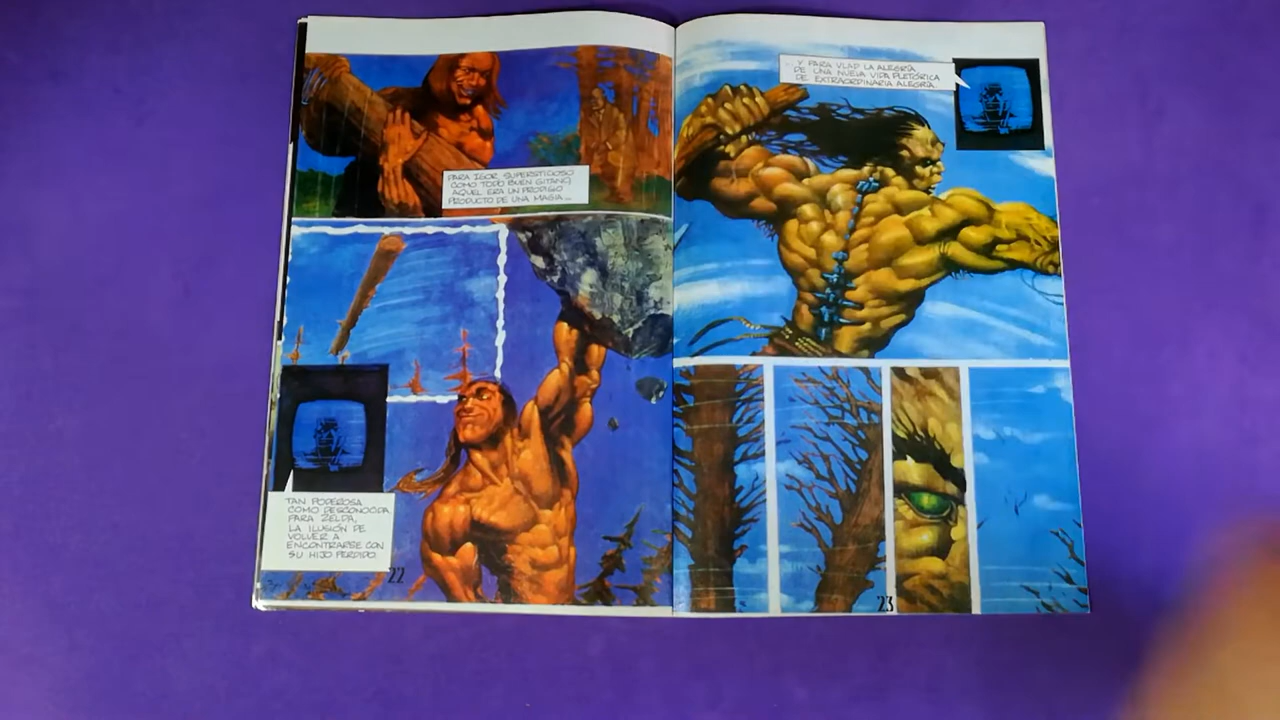 PARA IGOR SUPERSTICIOSO
COMO TODO BUEN GITANO,
AQUEL ERA UN PRODIGIO
PRODUCTO DE UNA MAGIA...
TAN PODEROSA
COMO DESCONOCIDA.
PARA ZELDA,
LA ILUSIÓN DE
VOLVER A
ENCONTRARSE CON
SU HIJO PERDIDO.
22
...Y PARA VLAD LA ALEGRÍA
DE UNA NUEVA VIDA PLETÓRICA
DE EXTRAORDINARIA ALEGRÍA.
23